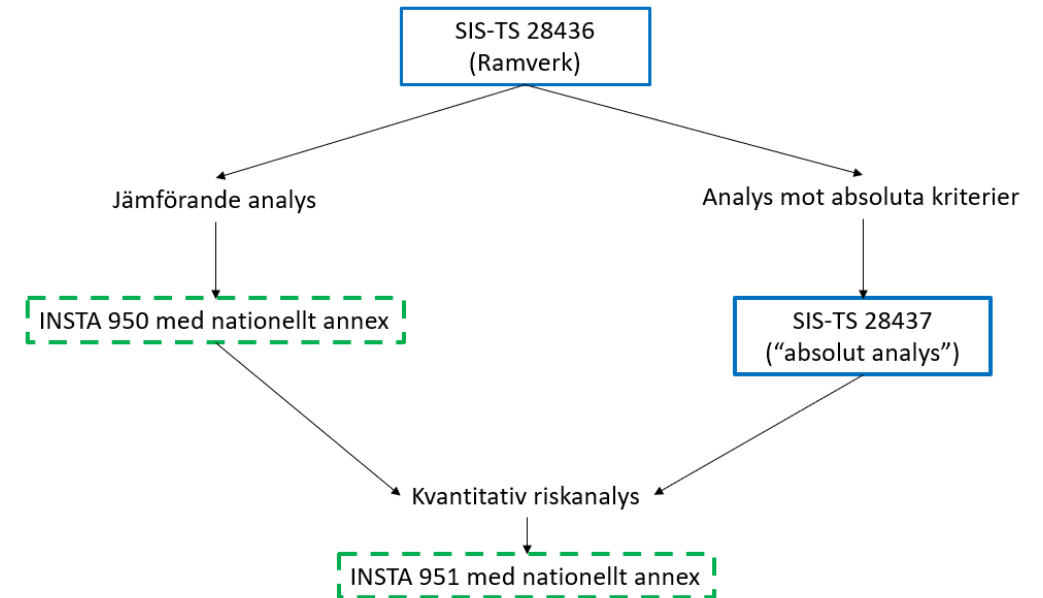 SIS-TS 28436
(Ramverk)
Jämförande analys
Analys mot absoluta kriterier
INSTA 950 med nationellt annex
SIS-TS 28437
(“absolut analys”)
Kvantitativ riskanalys
INSTA 951 med nationellt annex